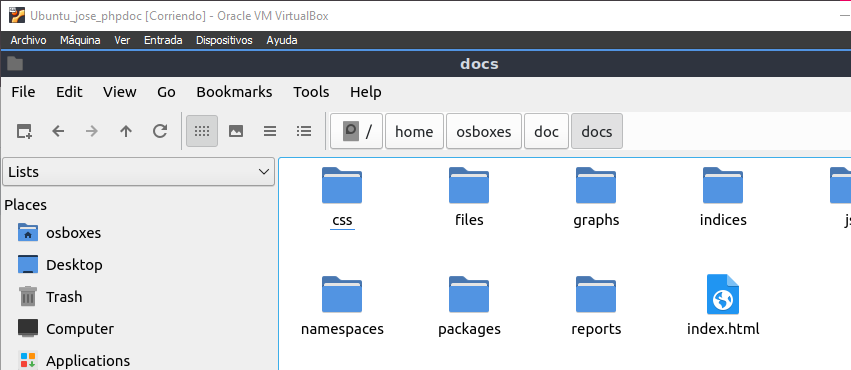 Ubuntu_jose_phpdoc [Corriendo] - Oracle VM VirtualBox
Archivo Máquina Ver Entrada Dispositivos Ayuda
docs
File Edit View Go Bookmarks Tools Help
/ home osboxes doc docs
Lists
Places
osboxes
Desktop
Trash
Computer
Applications
css files graphs indices
namespaces packages reports index.html